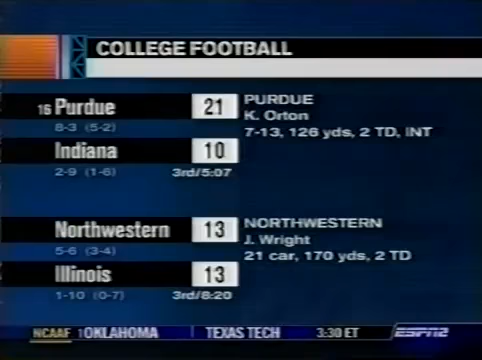 COLLEGE FOOTBALL
16 Purdue 21
8-3 (5-2)
Indiana 10
2-9 (1-6) 3rd/5:07
PURDUE
K. Orton
7-13, 126 yds, 2 TD, INT
Northwestern 13
5-6 (3-4)
Illinois 13
1-10 (0-7) 3rd/8:20
NORTHWESTERN
J. Wright
21 car, 170 yds, 2 TD
NCAAF 1 OKLAHOMA TEXAS TECH 3:30 ET ESPN2